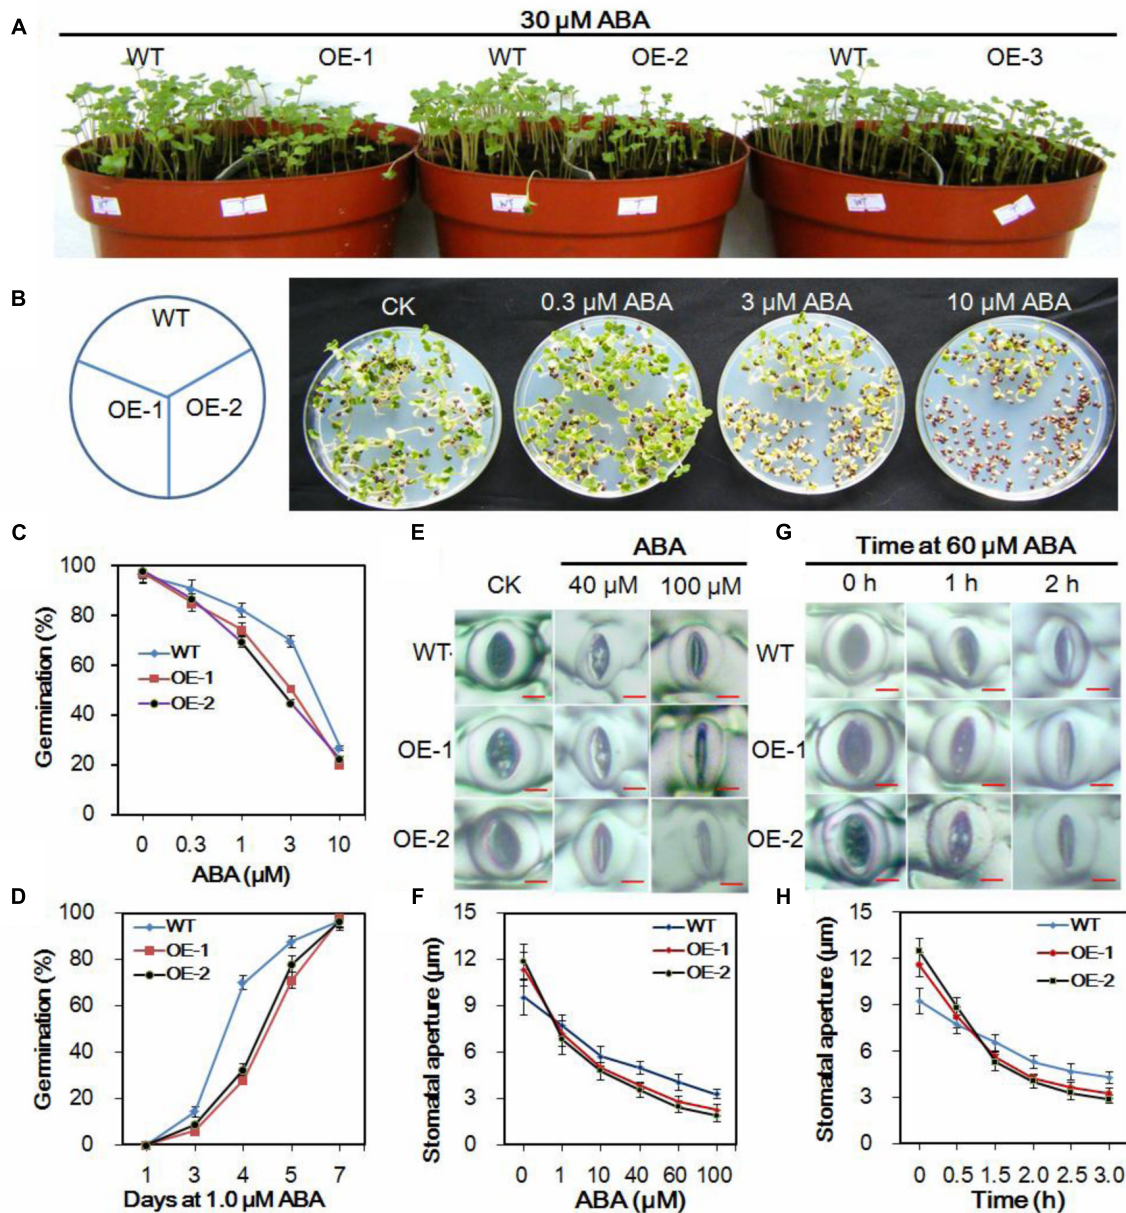 A
30 µM ABA
WT OE-1 WT OE-2 WT OE-3
WT T WT T WT T
B
WT
OE-1 OE-2
CK 0.3 µM ABA 3 µM ABA 10 µM ABA
C
Germination (%)
100
80
60
40
20
0
WT
OE-1
OE-2
0 0.3 1 3 10
ABA (µM)
D
Germination (%)
100
80
60
40
20
0
WT
OE-1
OE-2
1 3 4 5 7
Days at 1.0 µM ABA
E
ABA
CK 40 µM 100 µM
WT
OE-1
OE-2
F
Stomatal aperture (µm)
15
12
9
6
3
0
WT
OE-1
OE-2
0 1 10 40 60 100
ABA (µM)
G
Time at 60 µM ABA
0 h 1 h 2 h
WT
OE-1
OE-2
H
Stomatal aperture (µm)
15
12
9
6
3
0
WT
OE-1
OE-2
0 0.5 1.5 2.0 2.5 3.0
Time (h)